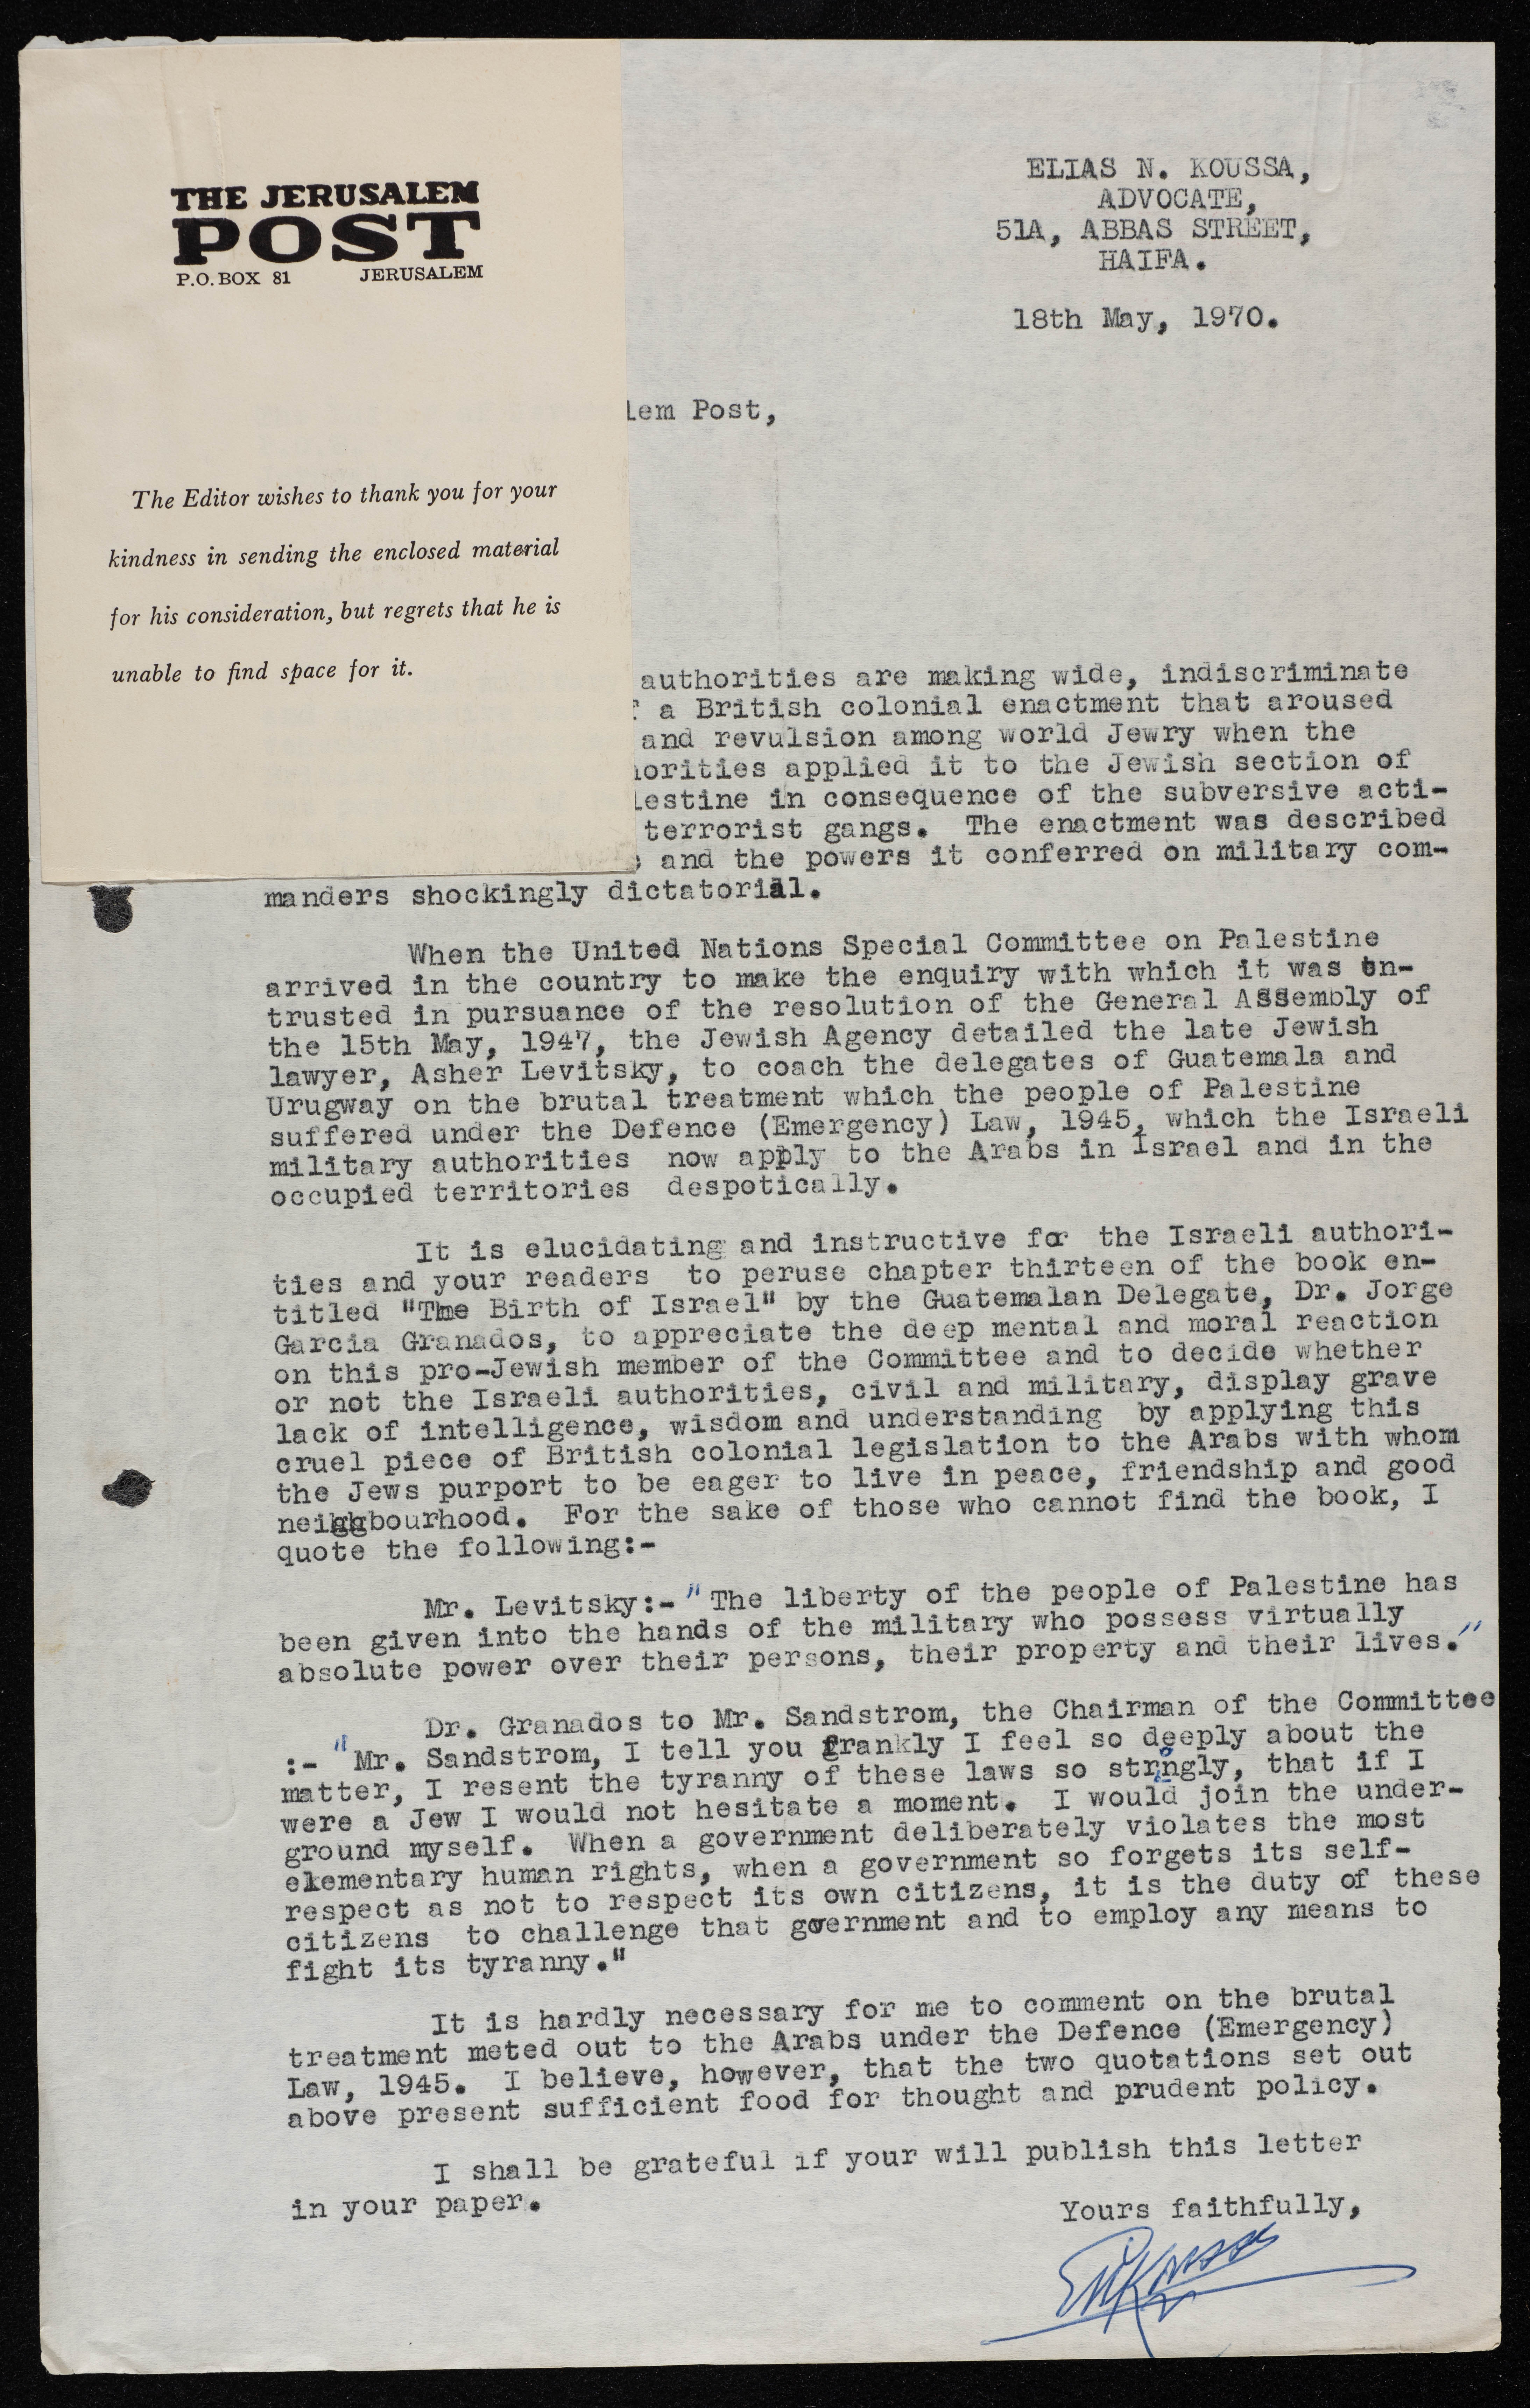 THE JERUSALEM
POST
P.O. BOX 81 JERUSALEM
The Editor wishes to thank you for your
kindness in sending the enclosed material
for his consideration, but regrets that he is
unable to find space for it.
ELIAS N. KOUSSA,
ADVOCATE,
51A, ABBAS STREET,
HAIFA.
18th May, 1970.
lem Post,
authorities are making wide, indiscriminate
a British colonial enactment that aroused
and revulsion among world Jewry when the
horities applied it to the Jewish section of
lestine in consequence of the subversive acti-
terrorist gangs. The enactment was described
and the powers it conferred on military com-
manders shockingly dictatorial.
When the United Nations Special Committee on Palestine
arrived in the country to make the enquiry with which it was en-
trusted in pursuance of the resolution of the General Assembly of
the 15th May, 1947, the Jewish Agency detailed the late Jewish
lawyer, Asher Levitsky, to coach the delegates of Guatemala and
Urugway on the brutal treatment which the people of Palestine
suffered under the Defence (Emergency) Law, 1945, which the Israeli
military authorities now apply to the Arabs in Israel and in the
occupied territories despotically.
It is elucidating and instructive for the Israeli authori-
ties and your readers to peruse chapter thirteen of the book en-
titled "The Birth of Israel" by the Guatemalan Delegate, Dr. Jorge
Garcia Granados, to appreciate the deep mental and moral reaction
on this pro-Jewish member of the Committee and to decide whether
or not the Israeli authorities, civil and military, display grave
lack of intelligence, wisdom and understanding by applying this
cruel piece of British colonial legislation to the Arabs with whom
the Jews purport to be eager to live in peace, friendship and good
neighbourhood. For the sake of those who cannot find the book, I
quote the following:-
Mr. Levitsky:- "The liberty of the people of Palestine has
been given into the hands of the military who possess virtually
absolute power over their persons, their property and their lives."
Dr. Granados to Mr. Sandstrom, the Chairman of the Committee
:- "Mr. Sandstrom, I tell you frankly I feel so deeply about the
matter, I resent the tyranny of these laws so strongly, that if I
were a Jew I would not hesitate a moment. I would join the under-
ground myself. When a government deliberately violates the most
elementary human rights, when a government so forgets its self-
respect as not to respect its own citizens, it is the duty of these
citizens to challenge that government and to employ any means to
fight its tyranny."
It is hardly necessary for me to comment on the brutal
treatment meted out to the Arabs under the Defence (Emergency)
Law, 1945. I believe, however, that the two quotations set out
above present sufficient food for thought and prudent policy.
I shall be grateful if your will publish this letter
in your paper.
Yours faithfully,